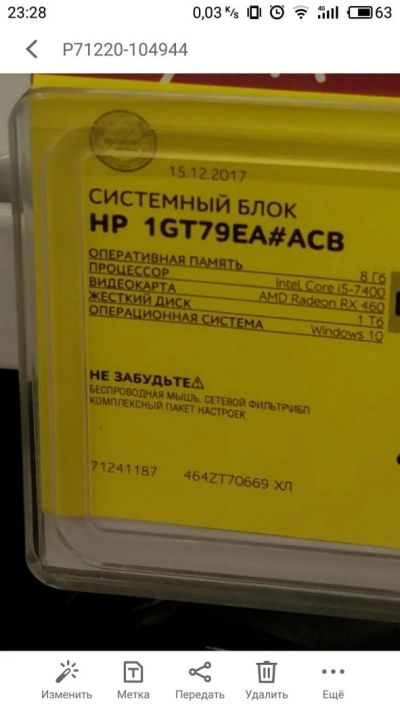 23:28
0,03 K/s
4G
63
P71220-104944
15.12.2017
СИСТЕМНЫЙ БЛОК
HP 1GT79EA#ACB
ОПЕРАТИВНАЯ ПАМЯТЬ 8 Гб
ПРОЦЕССОР Intel Core i5-7400
ВИДЕОКАРТА AMD Radeon RX 460
ЖЕСТКИЙ ДИСК 1 Тб
ОПЕРАЦИОННАЯ СИСТЕМА Windows 10
НЕ ЗАБУДЬТЕ
БЕСПРОВОДНАЯ МЫШЬ, СЕТЕВОЙ ФИЛЬТР\ИБП
КОМПЛЕКСНЫЙ ПАКЕТ НАСТРОЕК
71241187 464ZT70669 ХЛ
Изменить Метка Передать Удалить Ещё